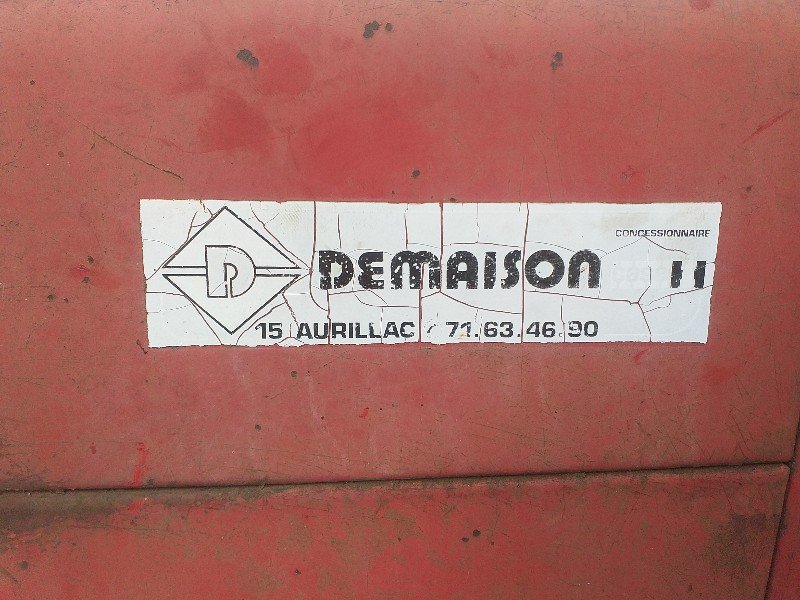 CONCESSIONNAIRE
DEMAISON
15 AURILLAC 71.63.46.90